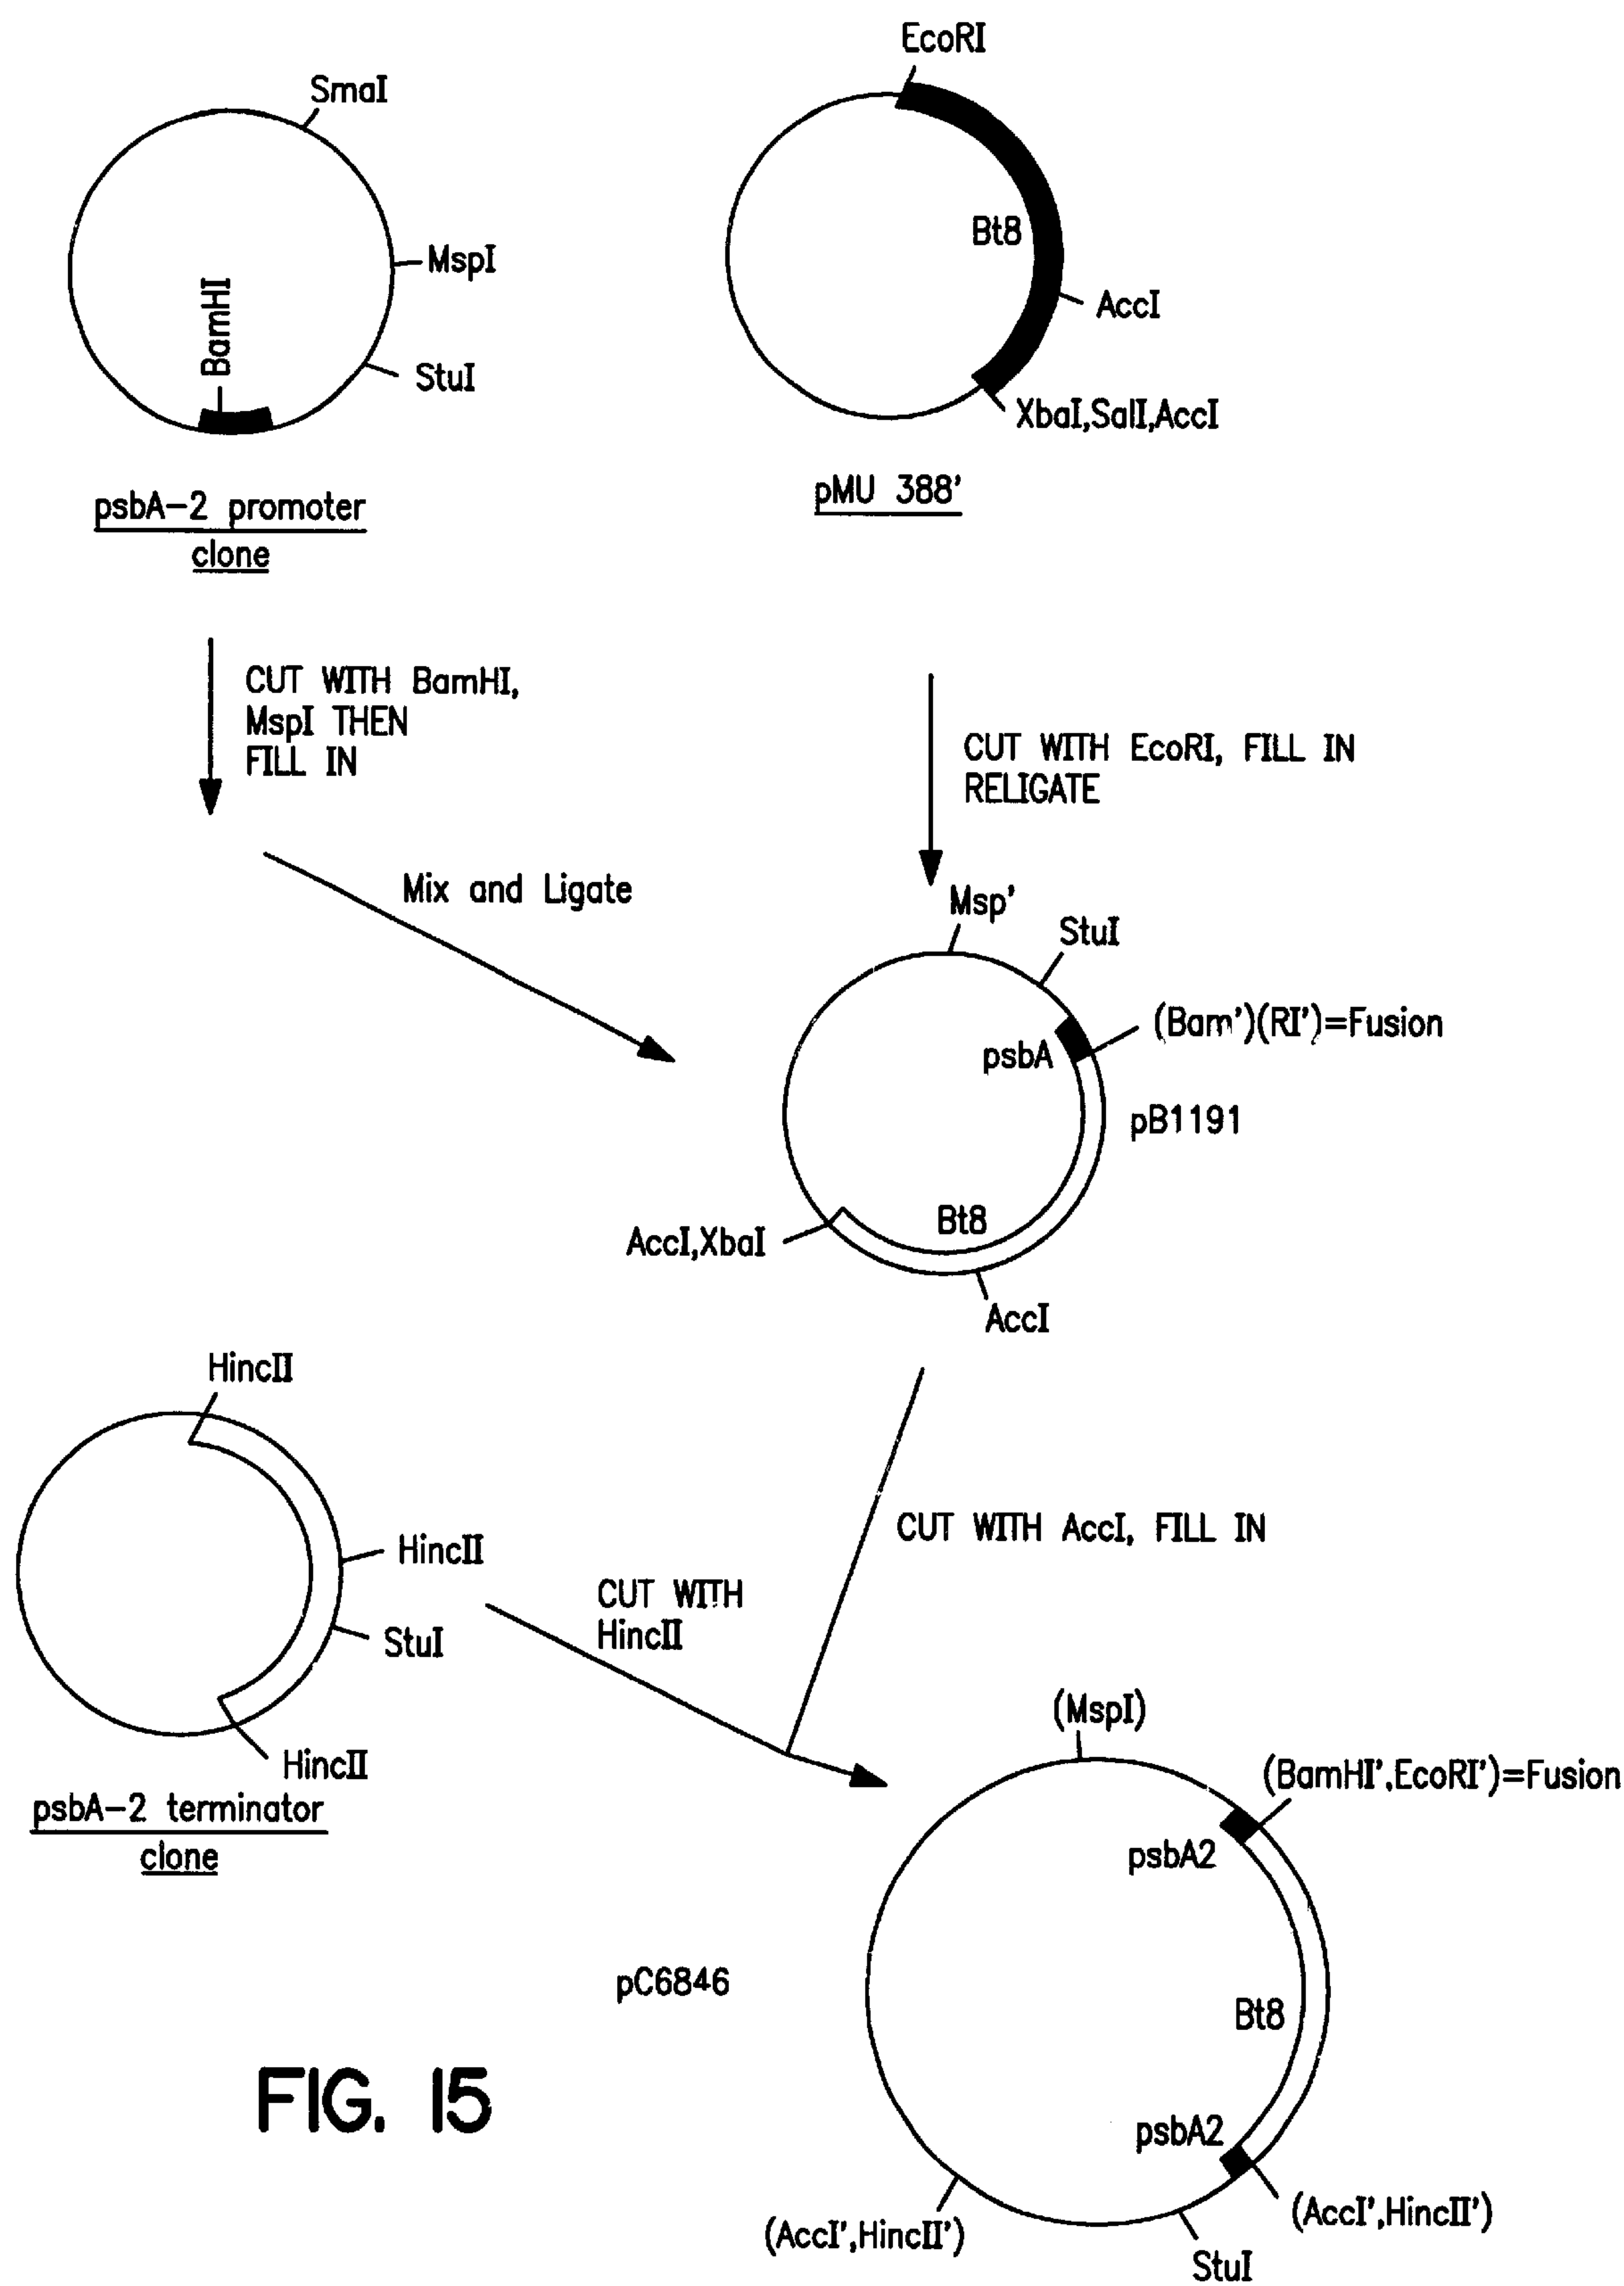 EcoRI
SmaI
MspI
BamHI
StuI
Bt8
AccI
XbaI,SalI,AccI
psbA-2 promoter
clone
pMU 388'
CUT WITH BamHI,
MspI THEN
FILL IN
CUT WITH EcoRI, FILL IN
RELIGATE
Mix and Ligate
Msp'
StuI
(Bam')(RI')=Fusion
psbA
pB1191
Bt8
AccI,XbaI
AccI
HincII
HincII
StuI
HincII
psbA-2 terminator
clone
CUT WITH AccI, FILL IN
CUT WITH
HincII
(MspI)
(BamHI',EcoRI')=Fusion
psbA2
pC6846
Bt8
psbA2
(AccI',HincII')
(AccI',HincII')
StuI
FIG. 15